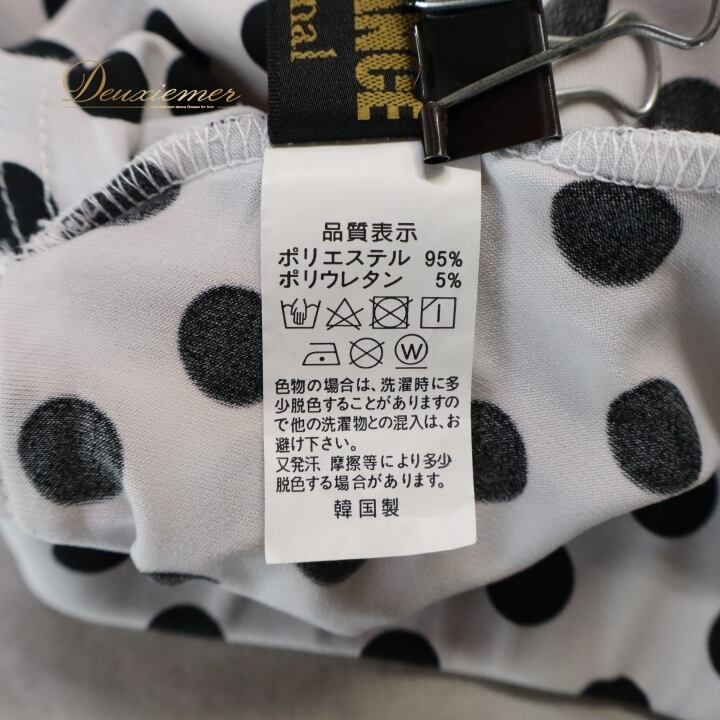 Deuxiemer
ANCE
nal
品質表示
ポリエステル 95%
ポリウレタン 5%
W
色物の場合は、洗濯時に多
少脱色することがありますの
で他の洗濯物との混入は、お
避け下さい。
又発汗、摩擦等により多少
脱色する場合があります。
韓国製